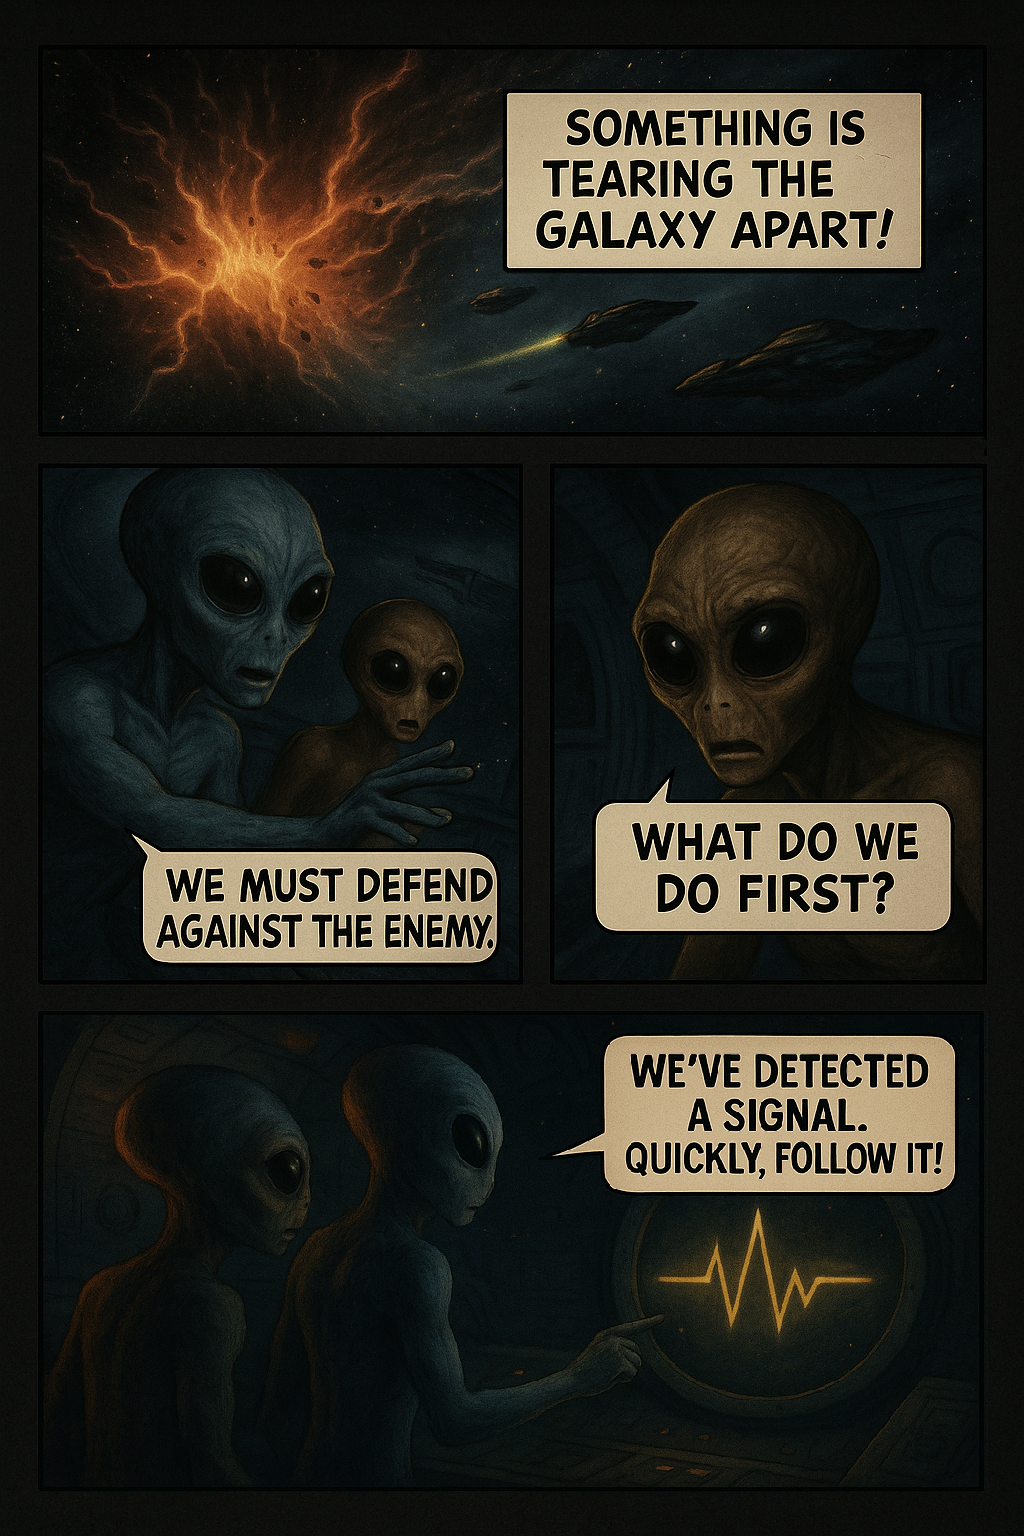 SOMETHING IS
TEARING THE
GALAXY APART!
WE MUST DEFEND
AGAINST THE ENEMY.
WHAT DO WE
DO FIRST?
WE'VE DETECTED
A SIGNAL.
QUICKLY, FOLLOW IT!